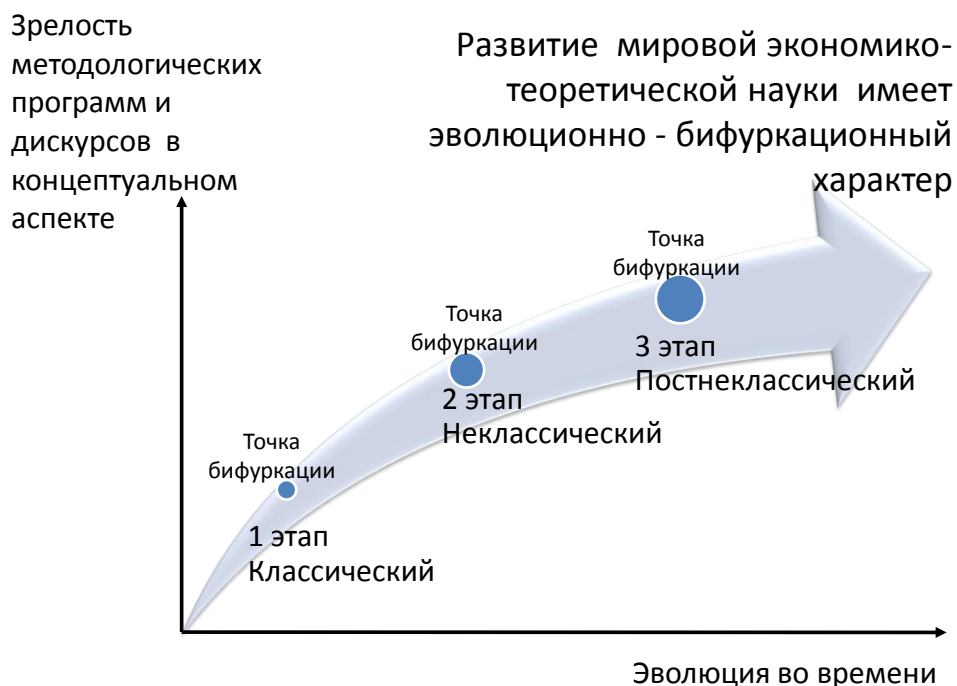 Зрелость
методологических
программ и
дискурсов в
концептуальном
аспекте
Развитие мировой экономико-
теоретической науки имеет
эволюционно - бифуркационный
характер
Точка
бифуркации
3 этап
Постнеклассический
Точка
бифуркации
2 этап
Неклассический
Точка
бифуркации
1 этап
Классический
Эволюция во времени